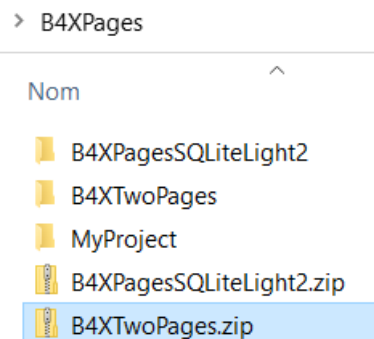 B4XPages
Nom
B4XPagesSQLiteLight2
B4XTwoPages
MyProject
B4XPagesSQLiteLight2.zip
B4XTwoPages.zip